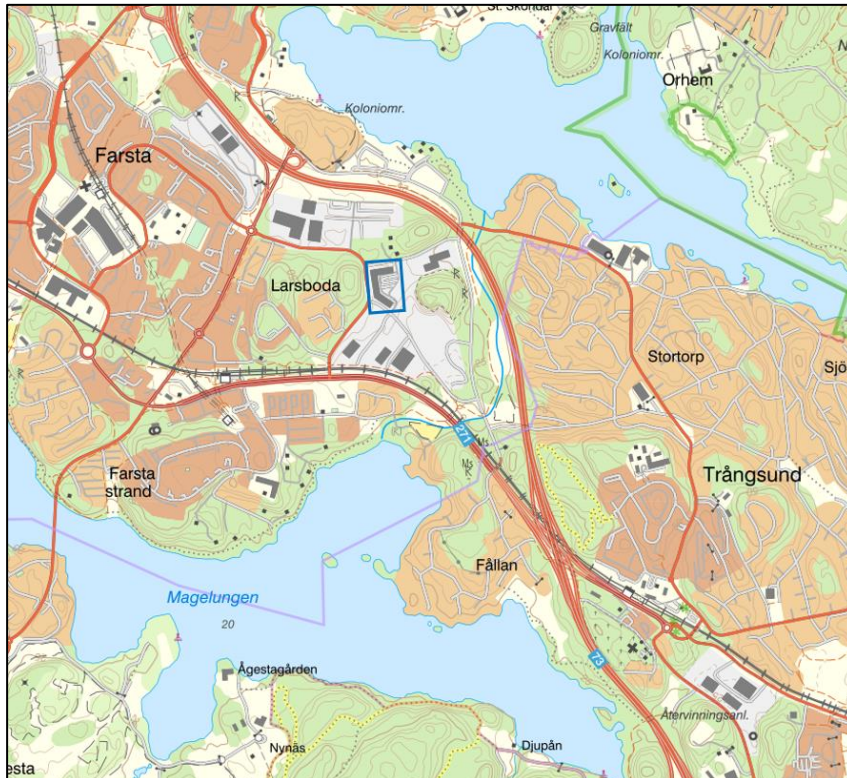 St. Sköndal
Gravfält
Koloniomr.
Orhem
Koloniomr.
Farsta
Larsboda
Stortorp
Sjö
271
Trångsund
Farsta
strand
Fållan
Magelungen
20
73
Ågestagården
Återvinningsanl.
Nynäs
Djupån
esta